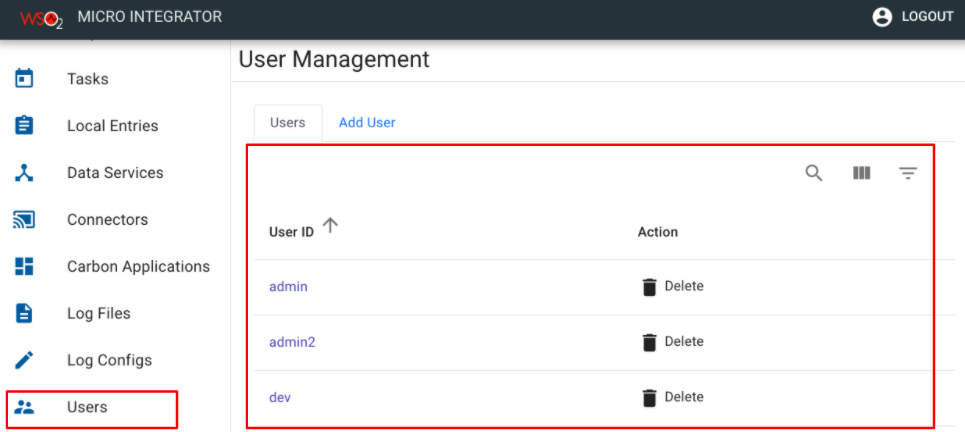 WSO2 MICRO INTEGRATOR
LOGOUT
Tasks
Local Entries
Data Services
Connectors
Carbon Applications
Log Files
Log Configs
Users
User Management
Users
Add User
User ID
Action
admin
Delete
admin2
Delete
dev
Delete